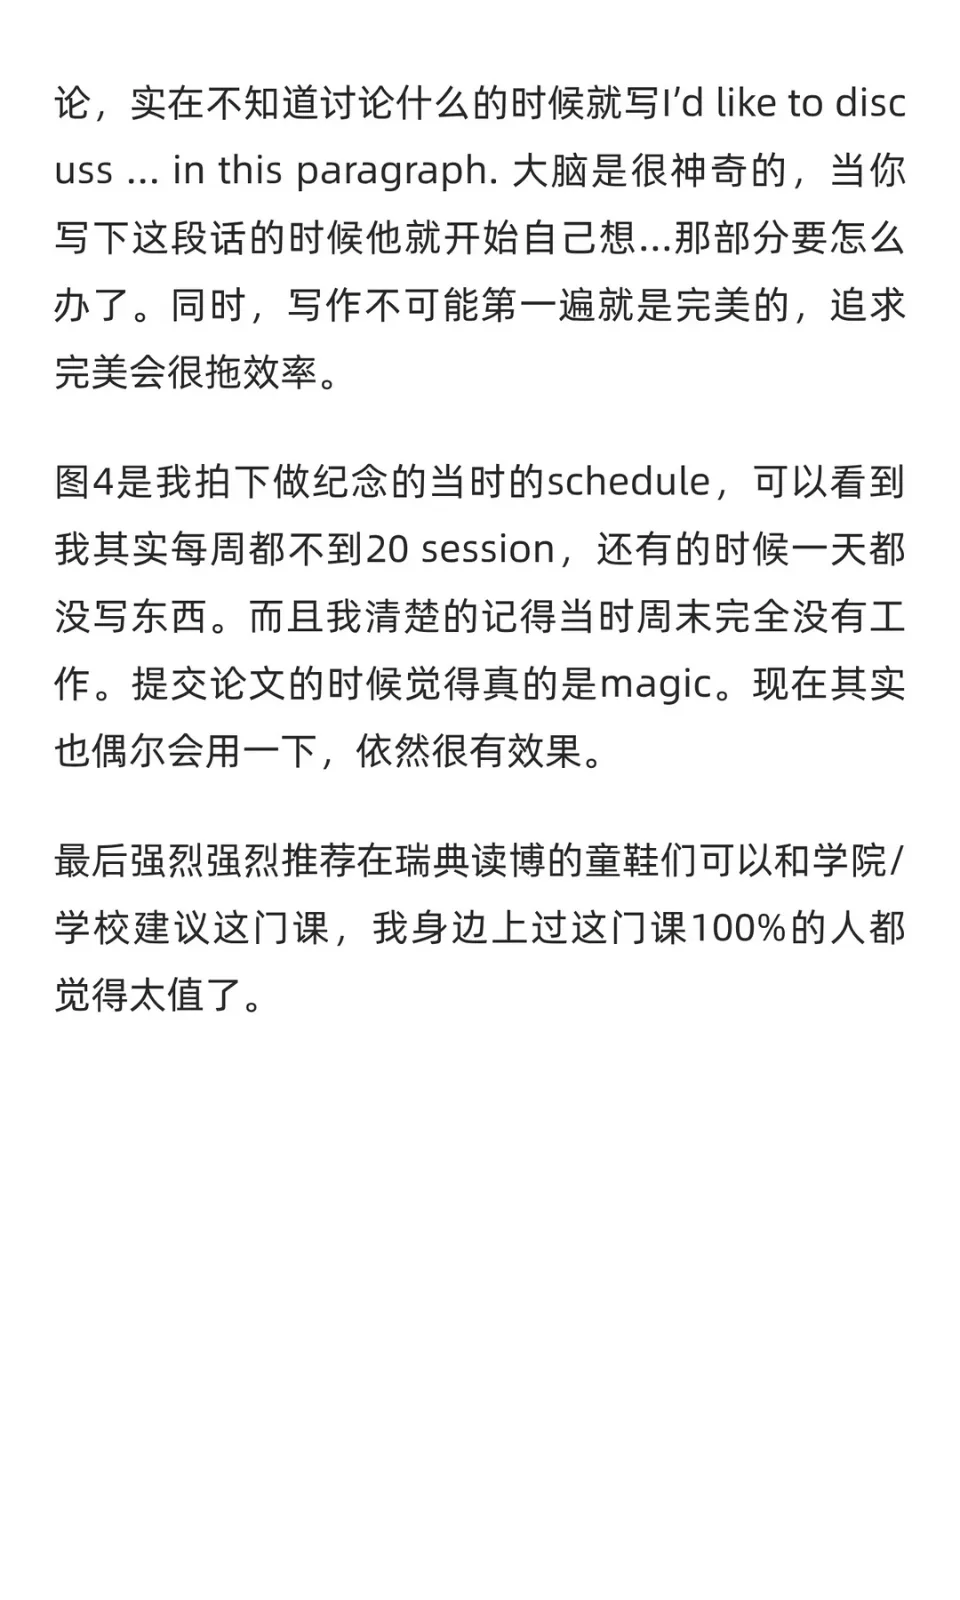 论，实在不知道讨论什么的时候就写I’d like to disc
uss ... in this paragraph. 大脑是很神奇的，当你
写下这段话的时候他就开始自己想...那部分要怎么
办了。同时，写作不可能第一遍就是完美的，追求
完美会很拖效率。
图4是我拍下做纪念的当时的schedule，可以看到
我其实每周都不到20 session，还有的时候一天都
没写东西。而且我清楚的记得当时周末完全没有工
作。提交论文的时候觉得真的是magic。现在其实
也偶尔会用一下，依然很有效果。
最后强烈强烈推荐在瑞典读博的童鞋们可以和学院/
学校建议这门课，我身边上过这门课100%的人都
觉得太值了。